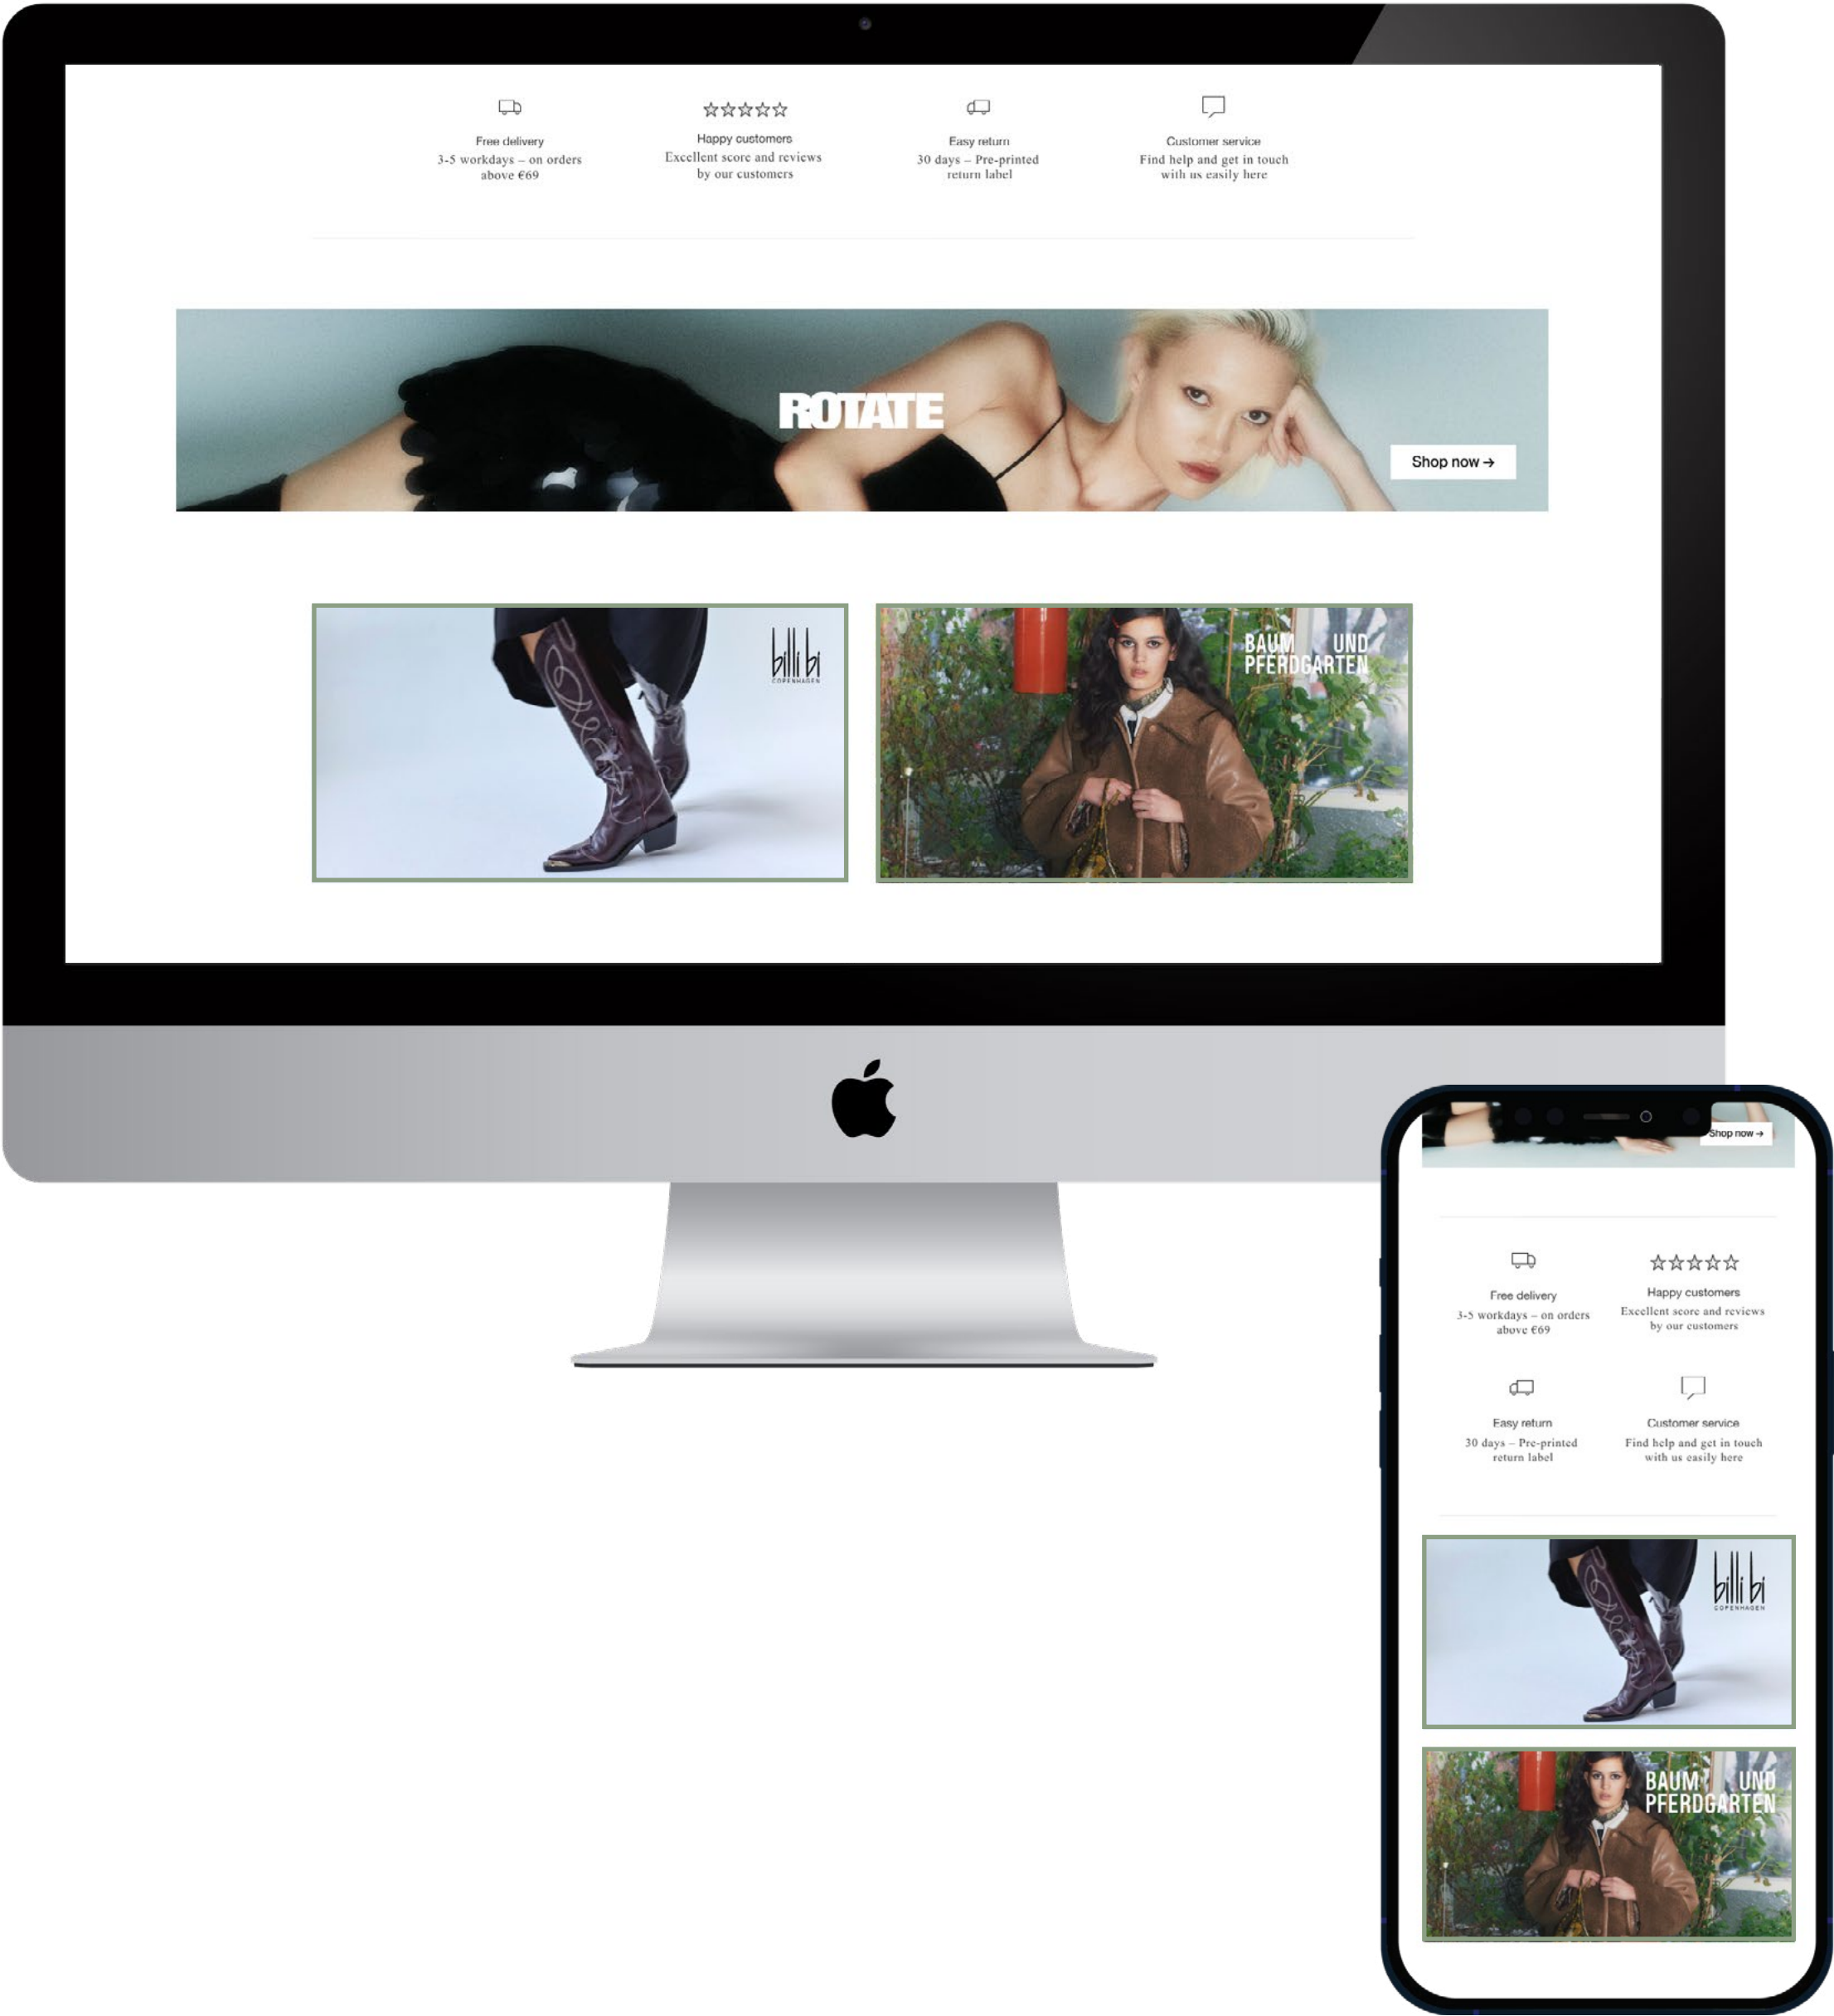 Free delivery
3-5 workdays – on orders
above €69
Happy customers
Excellent score and reviews
by our customers
Easy return
30 days – Pre-printed
return label
Customer service
Find help and get in touch
with us easily here
ROTATE
Shop now →
billi bi
COPENHAGEN
BAUM UND
PFERDGARTEN
Shop now →
Free delivery
3-5 workdays – on orders
above €69
Happy customers
Excellent score and reviews
by our customers
Easy return
30 days – Pre-printed
return label
Customer service
Find help and get in touch
with us easily here
billi bi
COPENHAGEN
BAUM UND
PFERDGARTEN